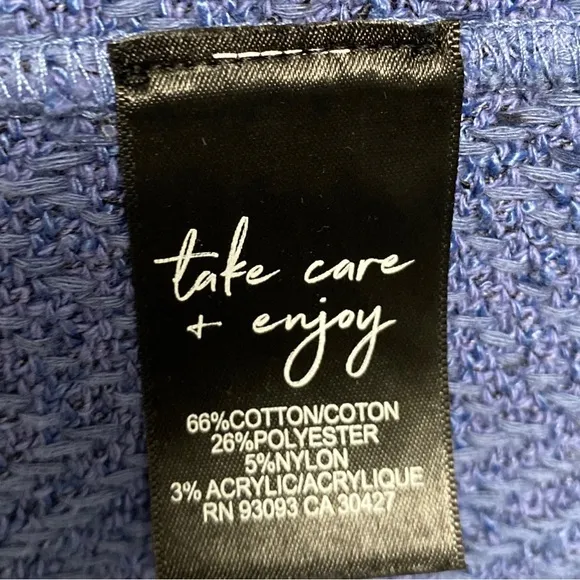 take care
+ enjoy
66%COTTON/COTON
26%POLYESTER
5%NYLON
3% ACRYLIC/ACRYLIQUE
RN 93093 CA 30427